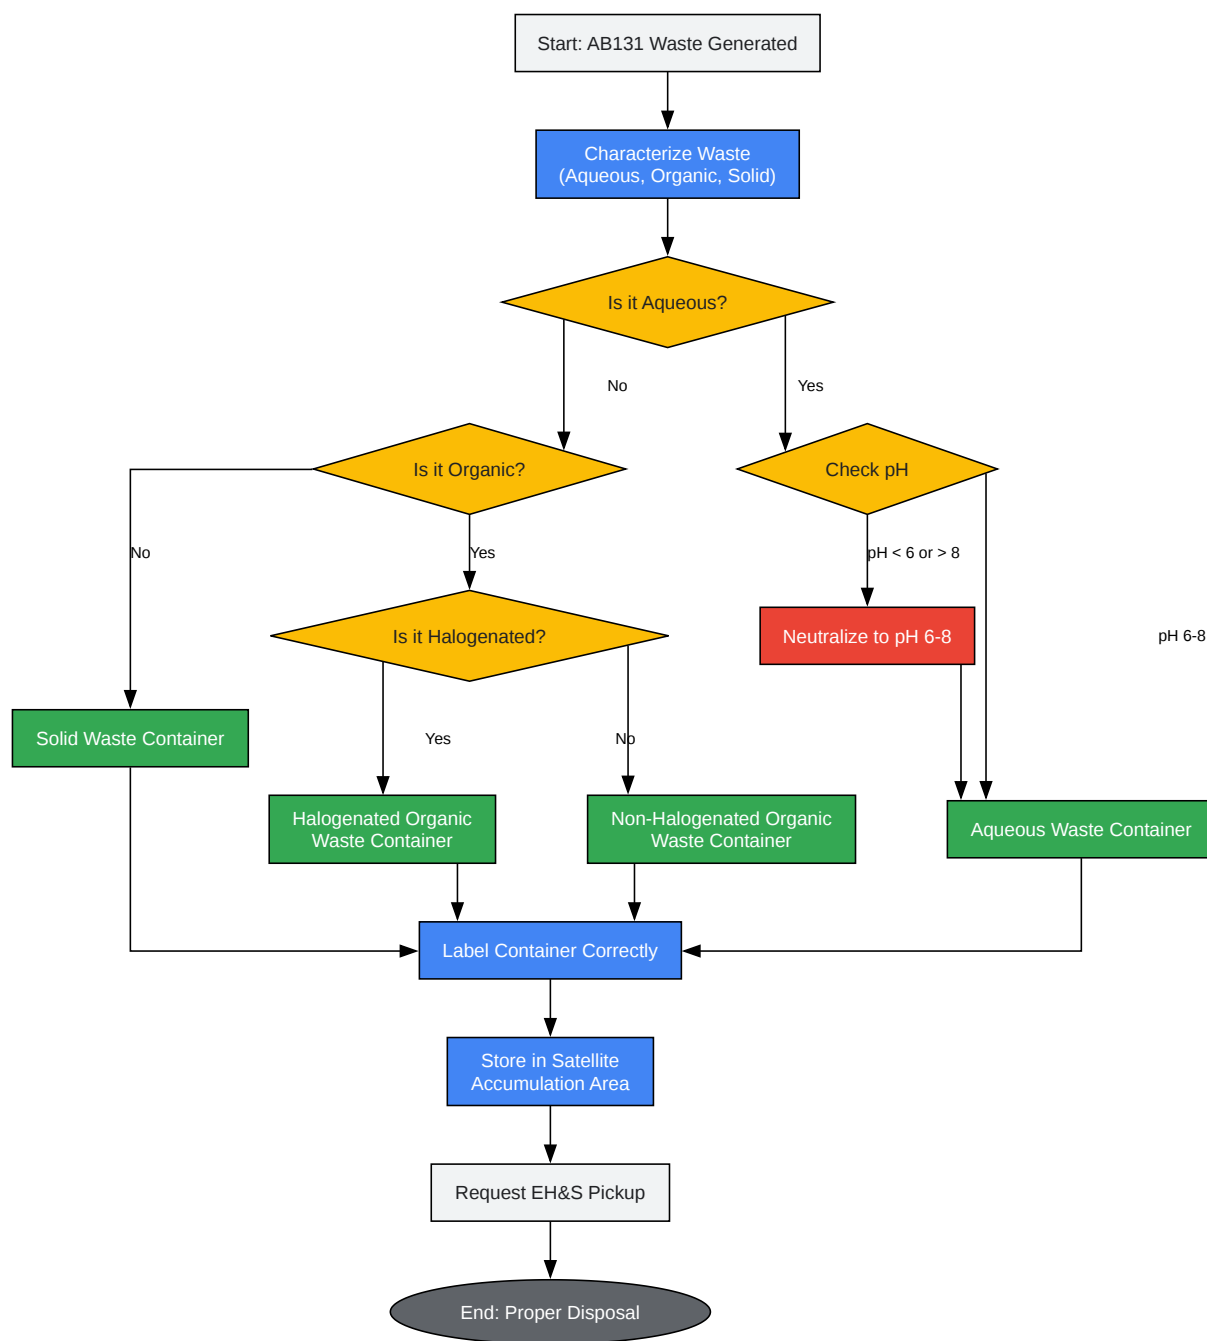 Start: AB131 Waste Generated
Characterize Waste
(Aqueous, Organic, Solid)
Is it Aqueous?
No
Yes
Is it Organic?
Check pH
No
Yes
pH < 6 or > 8
Is it Halogenated?
Neutralize to pH 6-8
pH 6-8
Solid Waste Container
Yes
No
Halogenated Organic
Waste Container
Non-Halogenated Organic
Waste Container
Aqueous Waste Container
Label Container Correctly
Store in Satellite
Accumulation Area
Request EH&S Pickup
End: Proper Disposal